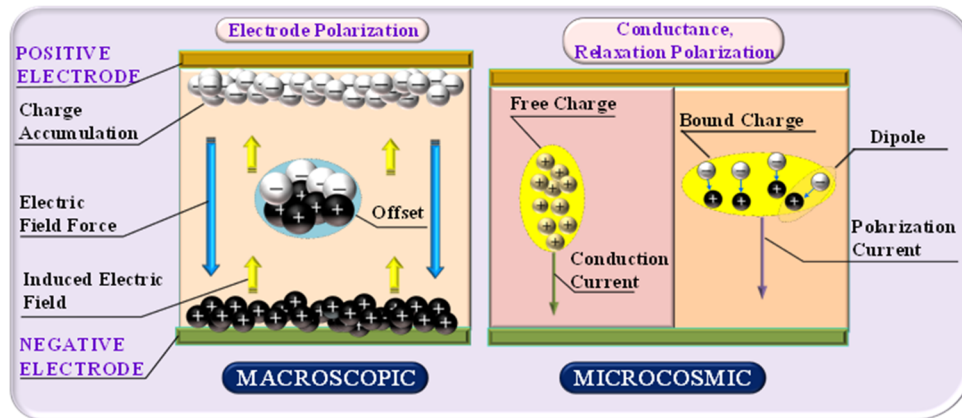 Electrode Polarization
Conductance,
Relaxation Polarization
POSITIVE
ELECTRODE
Charge
Accumulation
Electric
Field Force
Induced Electric
Field
NEGATIVE
ELECTRODE
Offset
MACROSCOPIC
Free Charge
Bound Charge
Dipole
Conduction
Current
Polarization
Current
MICROCOSMIC